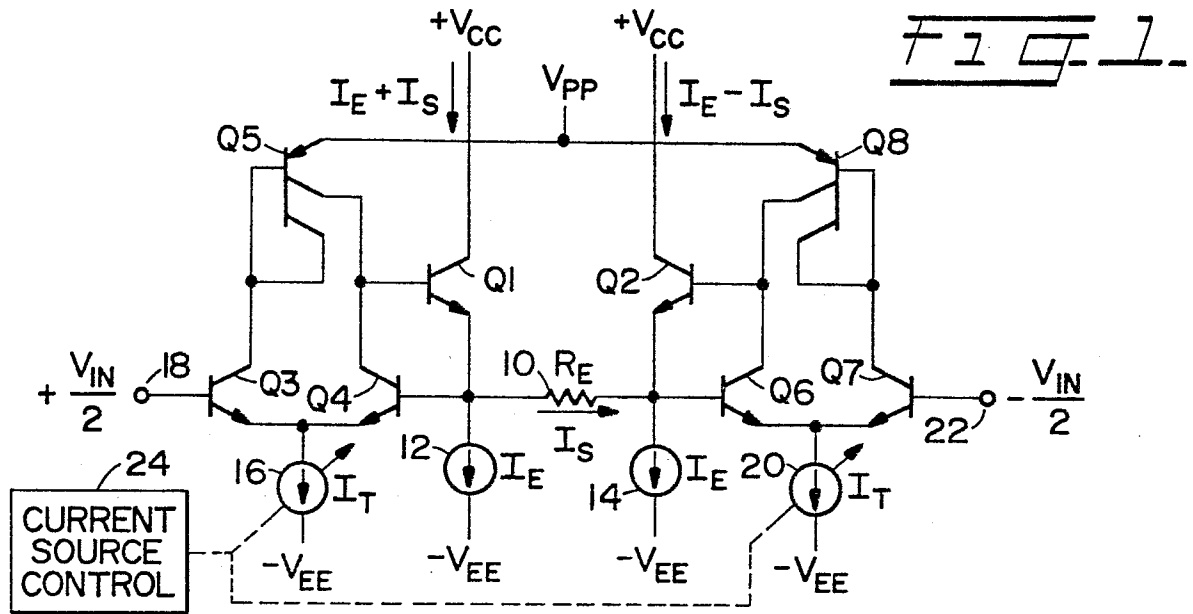 Fig. 1.
+VCC
+VCC
IE + IS
VPP
IE - IS
Q5
Q8
Q1
Q2
+ VIN/2
18
Q3
Q4
10
RE
IS
Q6
Q7
22
- VIN/2
24
16
IT
12
IE
14
IE
20
IT
CURRENT
SOURCE
CONTROL
-VEE
-VEE
-VEE
-VEE